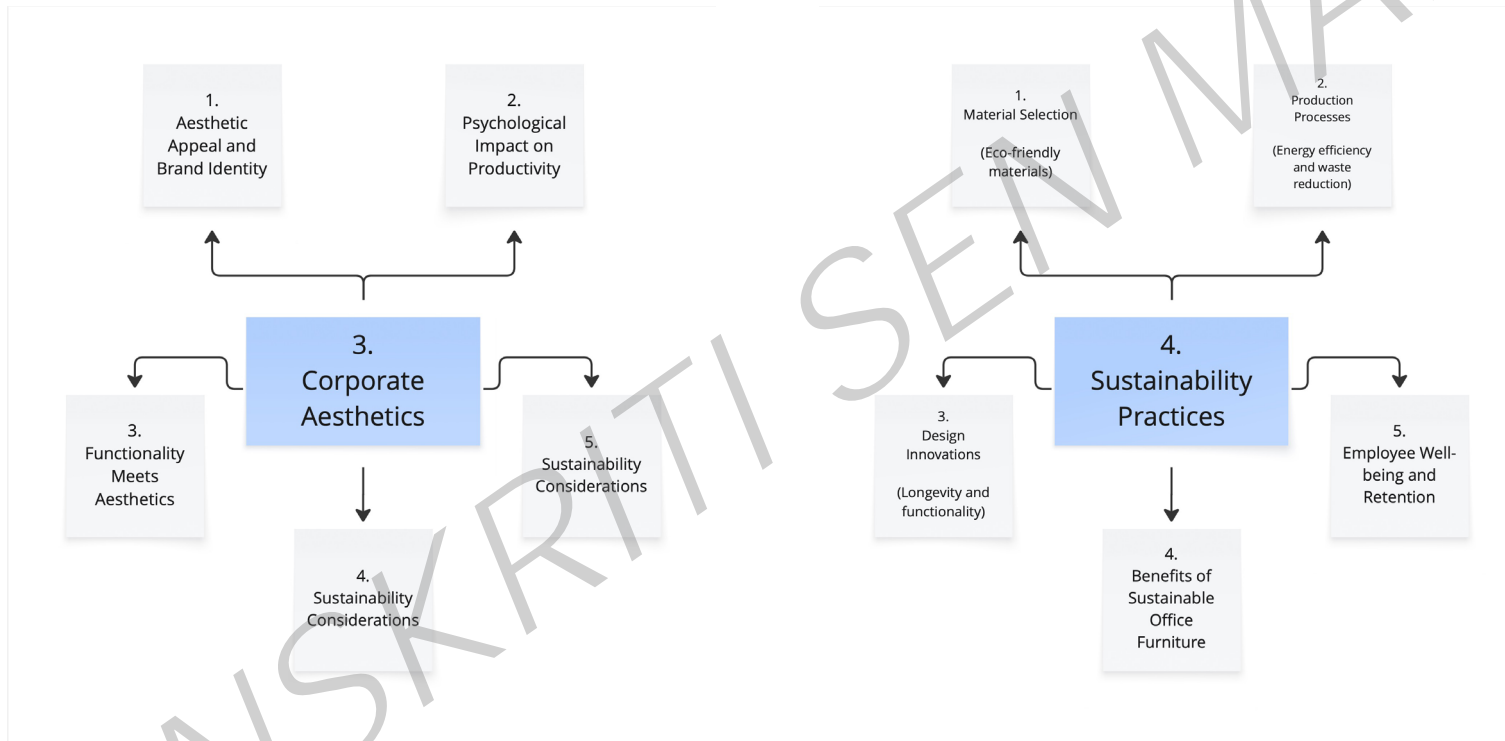 1.
Aesthetic
Appeal and
Brand Identity
2.
Psychological
Impact on
Productivity
3.
Corporate
Aesthetics
3.
Functionality
Meets
Aesthetics
5.
Sustainability
Considerations
4.
Sustainability
Considerations
1.
Material Selection
(Eco-friendly
materials)
2.
Production
Processes
(Energy efficiency
and waste
reduction)
4.
Sustainability
Practices
3.
Design
Innovations
(Longevity and
functionality)
5.
Employee Well-
being and
Retention
4.
Benefits of
Sustainable
Office
Furniture
NSKRITI SEN MA